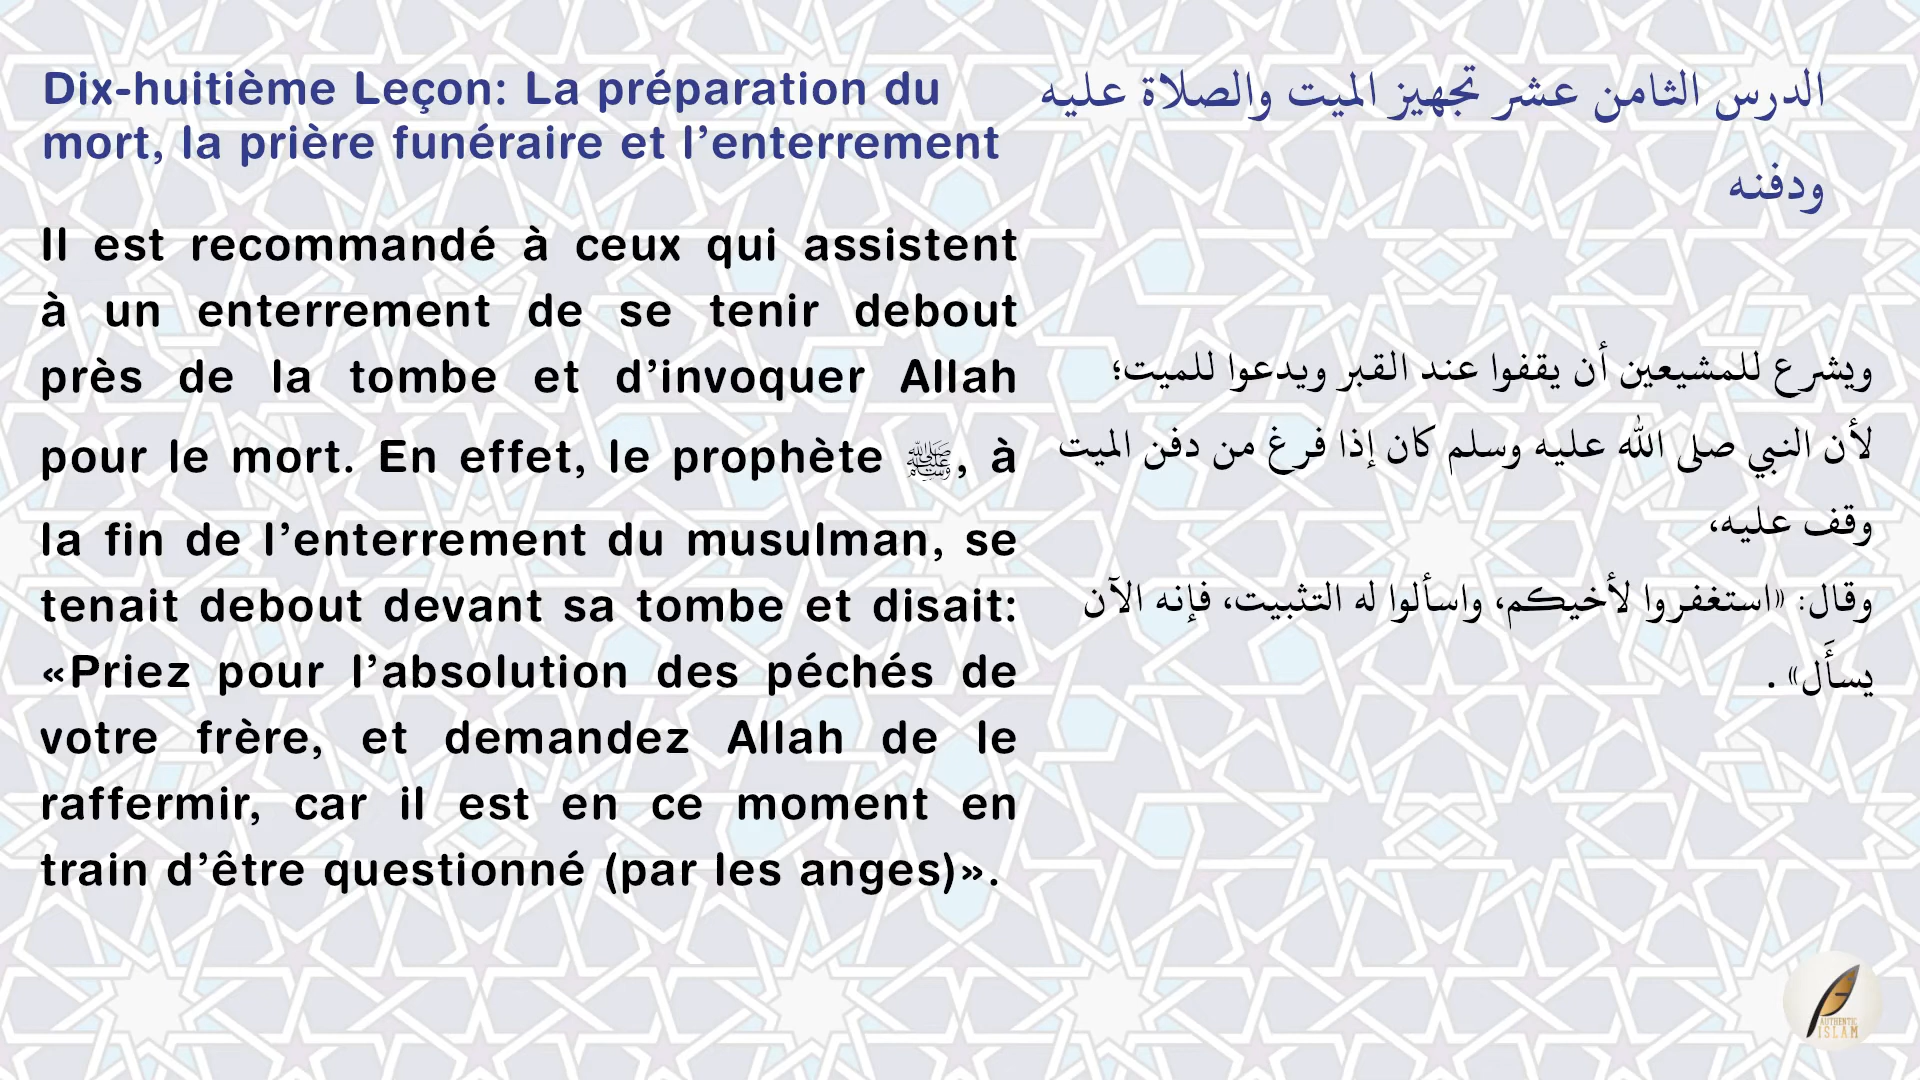 Dix-huitième Leçon: La préparation du
mort, la prière funéraire et l’enterrement
Il est recommandé à ceux qui assistent
à un enterrement de se tenir debout
près de la tombe et d’invoquer Allah
pour le mort. En effet, le prophète ﷺ, à
la fin de l’enterrement du musulman, se
tenait debout devant sa tombe et disait:
«Priez pour l’absolution des péchés de
votre frère, et demandez Allah de le
raffermir, car il est en ce moment en
train d’être questionné (par les anges)».
الدرس الثامن عشر تجهيز الميت والصلاة عليه
ودفنه
ويشرع للمشيعين أن يقفوا عند القبر ويدعوا للميت؛
لأن النبي صلى الله عليه وسلم كان إذا فرغ من دفن الميت
وقف عليه،
وقال: «استغفروا لأخيكم، واسألوا له التثبيت، فإنه الآن
يسأَل» .
AUTHENTIC
ISLAM